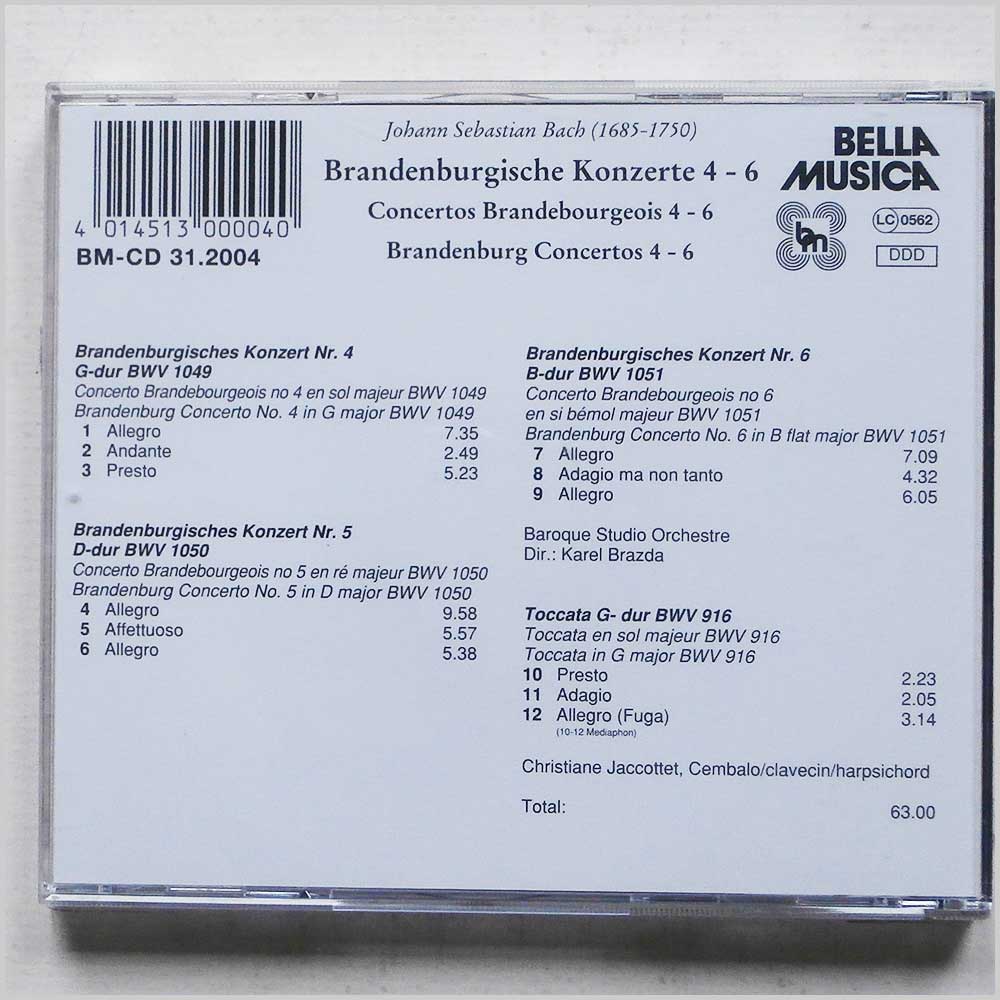 Johann Sebastian Bach (1685-1750)
Brandenburgische Konzerte 4 - 6
Concertos Brandebourgeois 4 - 6
Brandenburg Concertos 4 - 6
4 014513 000040
BM-CD 31.2004
BELLA
MUSICA
bm
LC 0562
DDD
Brandenburgisches Konzert Nr. 4
G-dur BWV 1049
Concerto Brandebourgeois no 4 en sol majeur BWV 1049
Brandenburg Concerto No. 4 in G major BWV 1049
1 Allegro 7.35
2 Andante 2.49
3 Presto 5.23
Brandenburgisches Konzert Nr. 5
D-dur BWV 1050
Concerto Brandebourgeois no 5 en ré majeur BWV 1050
Brandenburg Concerto No. 5 in D major BWV 1050
4 Allegro 9.58
5 Affettuoso 5.57
6 Allegro 5.38
Brandenburgisches Konzert Nr. 6
B-dur BWV 1051
Concerto Brandebourgeois no 6
en si bémol majeur BWV 1051
Brandenburg Concerto No. 6 in B flat major BWV 1051
7 Allegro 7.09
8 Adagio ma non tanto 4.32
9 Allegro 6.05
Baroque Studio Orchestre
Dir.: Karel Brazda
Toccata G- dur BWV 916
Toccata en sol majeur BWV 916
Toccata in G major BWV 916
10 Presto 2.23
11 Adagio 2.05
12 Allegro (Fuga) 3.14
(10-12 Mediaphon)
Christiane Jaccottet, Cembalo/clavecin/harpsichord
Total: 63.00